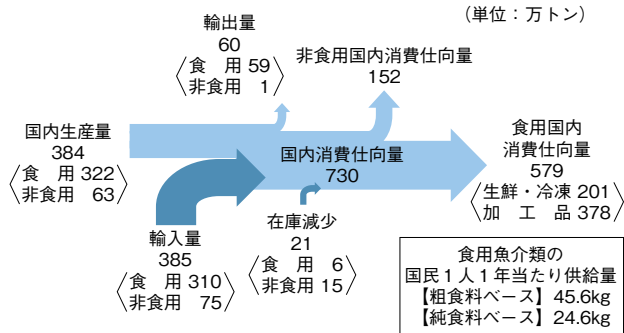 （単位：万トン）
輸出量
60
食　用 59
非食用　1
非食用国内消費仕向量
152
国内生産量
384
食　用 322
非食用　63
国内消費仕向量
730
食用国内
消費仕向量
579
生鮮・冷凍 201
加　工　品 378
輸入量
385
食　用 310
非食用　75
在庫減少
21
食　用　6
非食用 15
食用魚介類の
国民１人１年当たり供給量
【粗食料ベース】45.6kg
【純食料ベース】24.6kg